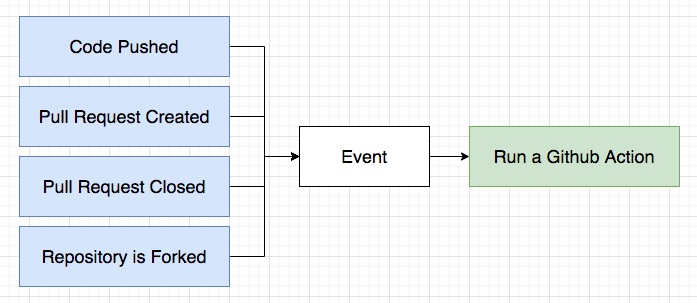 Code Pushed
Pull Request Created
Pull Request Closed
Repository is Forked
Event
Run a Github Action